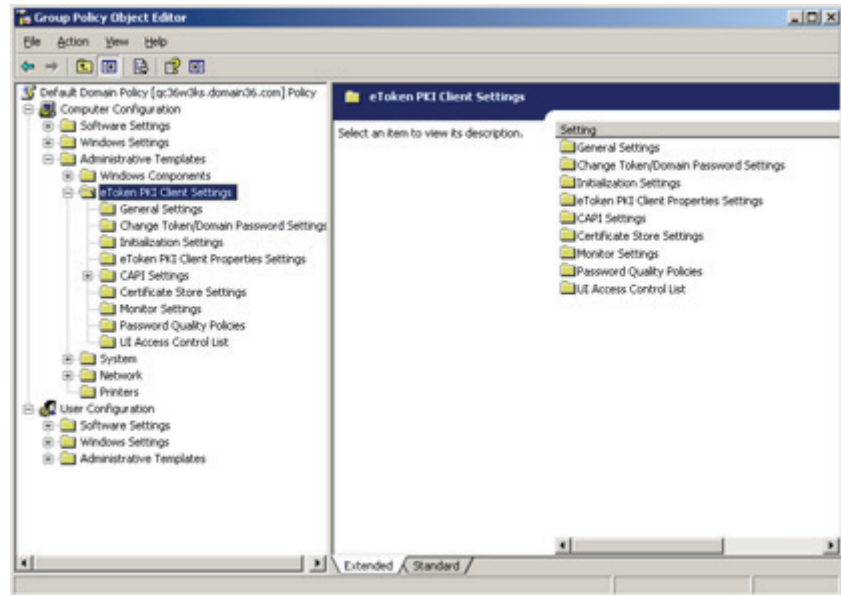 Group Policy Object Editor
File Action View Help
Default Domain Policy [qc36w3ks.domain36.com] Policy
Computer Configuration
Software Settings
Windows Settings
Administrative Templates
Windows Components
eToken PKI Client Settings
General Settings
Change Token/Domain Password Settings
Initialization Settings
eToken PKI Client Properties Settings
CAPI Settings
Certificate Store Settings
Monitor Settings
Password Quality Policies
UI Access Control List
System
Network
Printers
User Configuration
Software Settings
Windows Settings
Administrative Templates
eToken PKI Client Settings
Select an item to view its description.
Setting
General Settings
Change Token/Domain Password Settings
Initialization Settings
eToken PKI Client Properties Settings
CAPI Settings
Certificate Store Settings
Monitor Settings
Password Quality Policies
UI Access Control List
Extended Standard